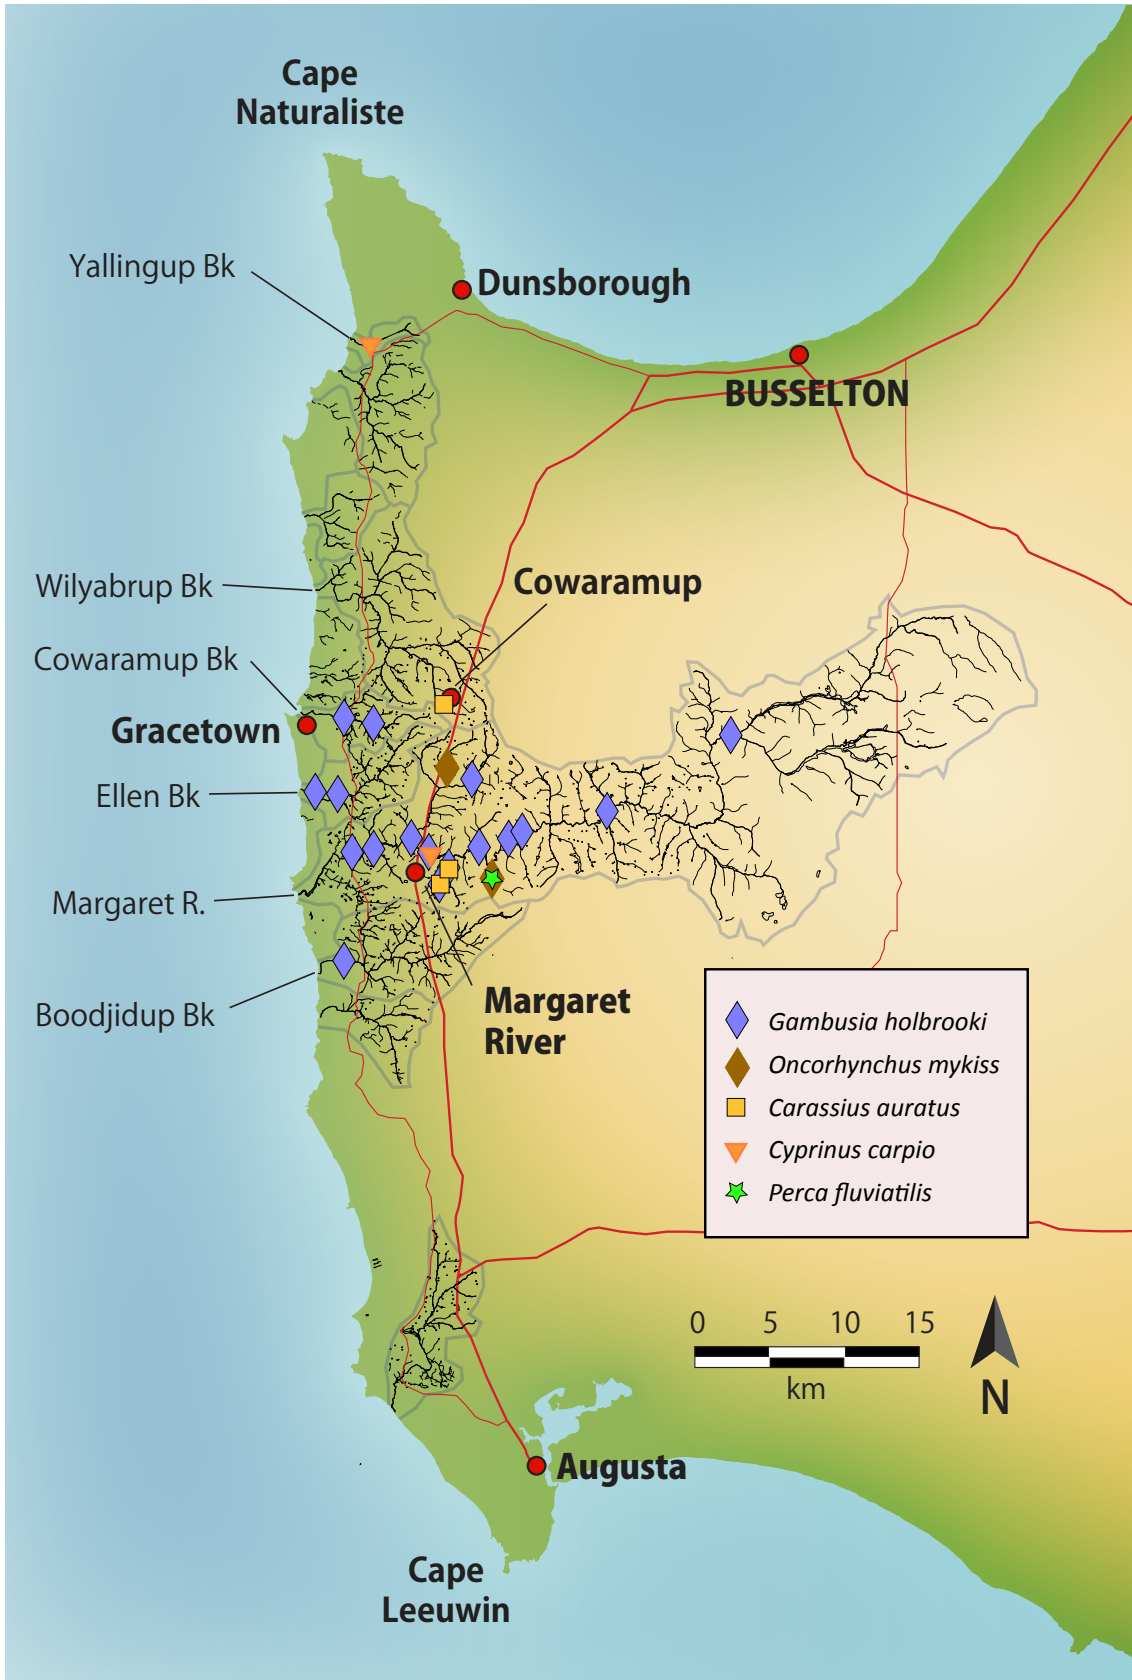 Cape
Naturaliste
Yallingup Bk
Dunsborough
BUSSELTON
Wilyabrup Bk
Cowaramup
Cowaramup Bk
Gracetown
Ellen Bk
Margaret R.
Boodjidup Bk
Margaret
River
Gambusia holbrooki
Oncorhynchus mykiss
Carassius auratus
Cyprinus carpio
Perca fluviatilis
0 5 10 15
km
N
Augusta
Cape
Leeuwin